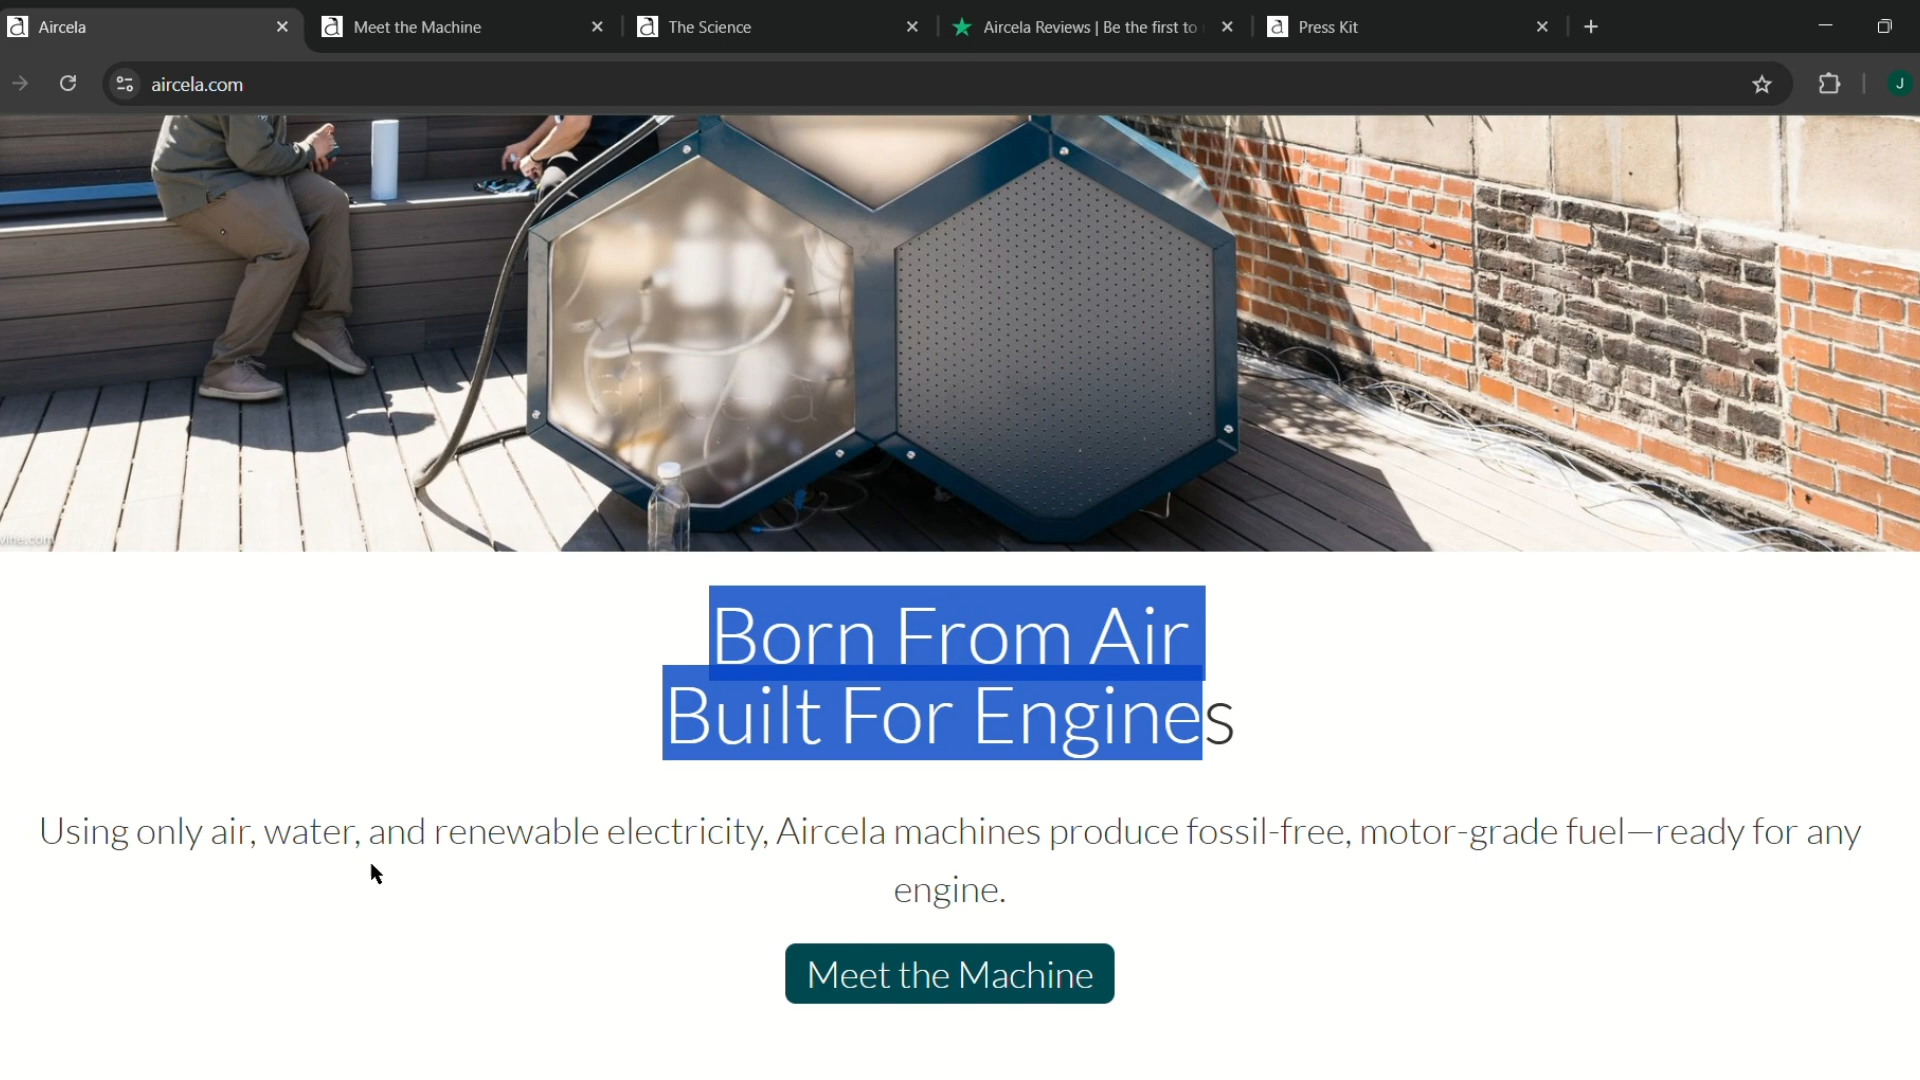 Aircela
Meet the Machine
The Science
Aircela Reviews | Be the first to
Press Kit
aircela.com
J
vine.com
Born From Air
Built For Engines
Using only air, water, and renewable electricity, Aircela machines produce fossil-free, motor-grade fuel—ready for any
engine.
Meet the Machine